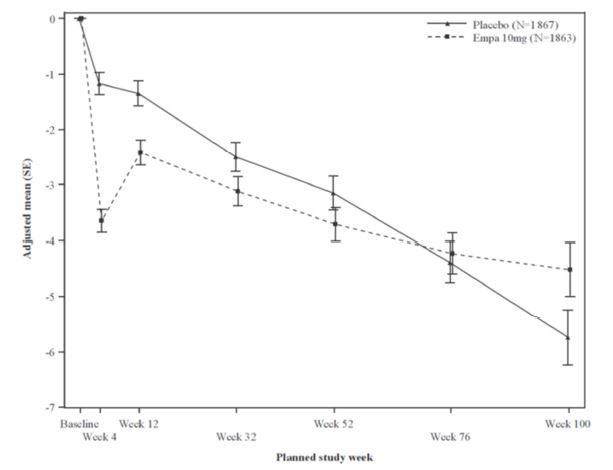 Placebo (N=1867)
Empa 10mg (N=1863)
Adjusted mean (SE)
0
-1
-2
-3
-4
-5
-6
-7
Baseline Week 12 Week 52 Week 100
Week 4 Week 32 Week 76
Planned study week